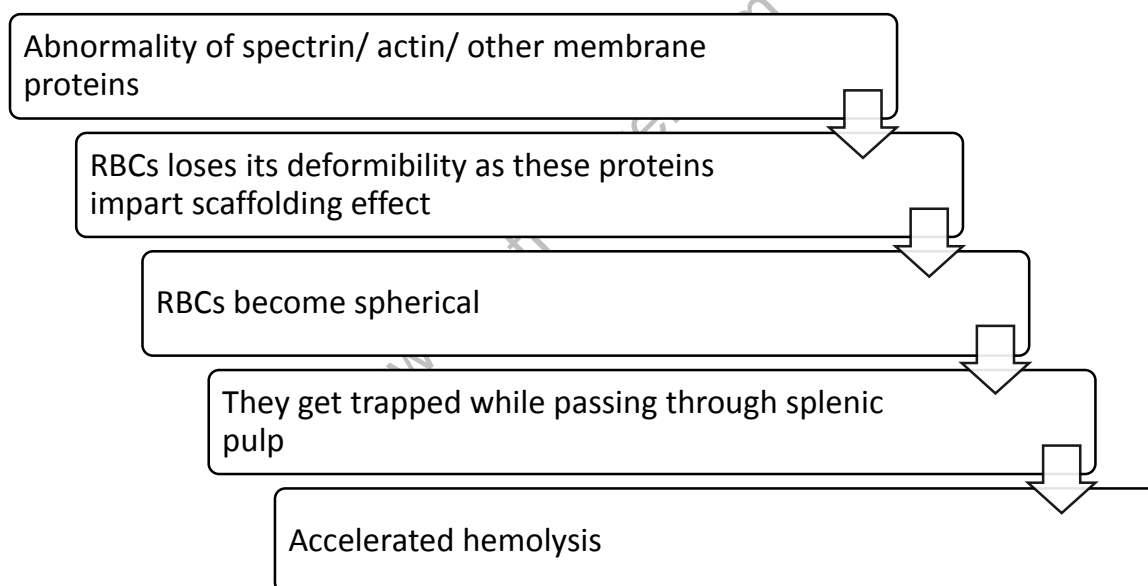 Abnormality of spectrin/ actin/ other membrane
proteins
RBCs loses its deformibility as these proteins
impart scaffolding effect
RBCs become spherical
They get trapped while passing through splenic
pulp
Accelerated hemolysis